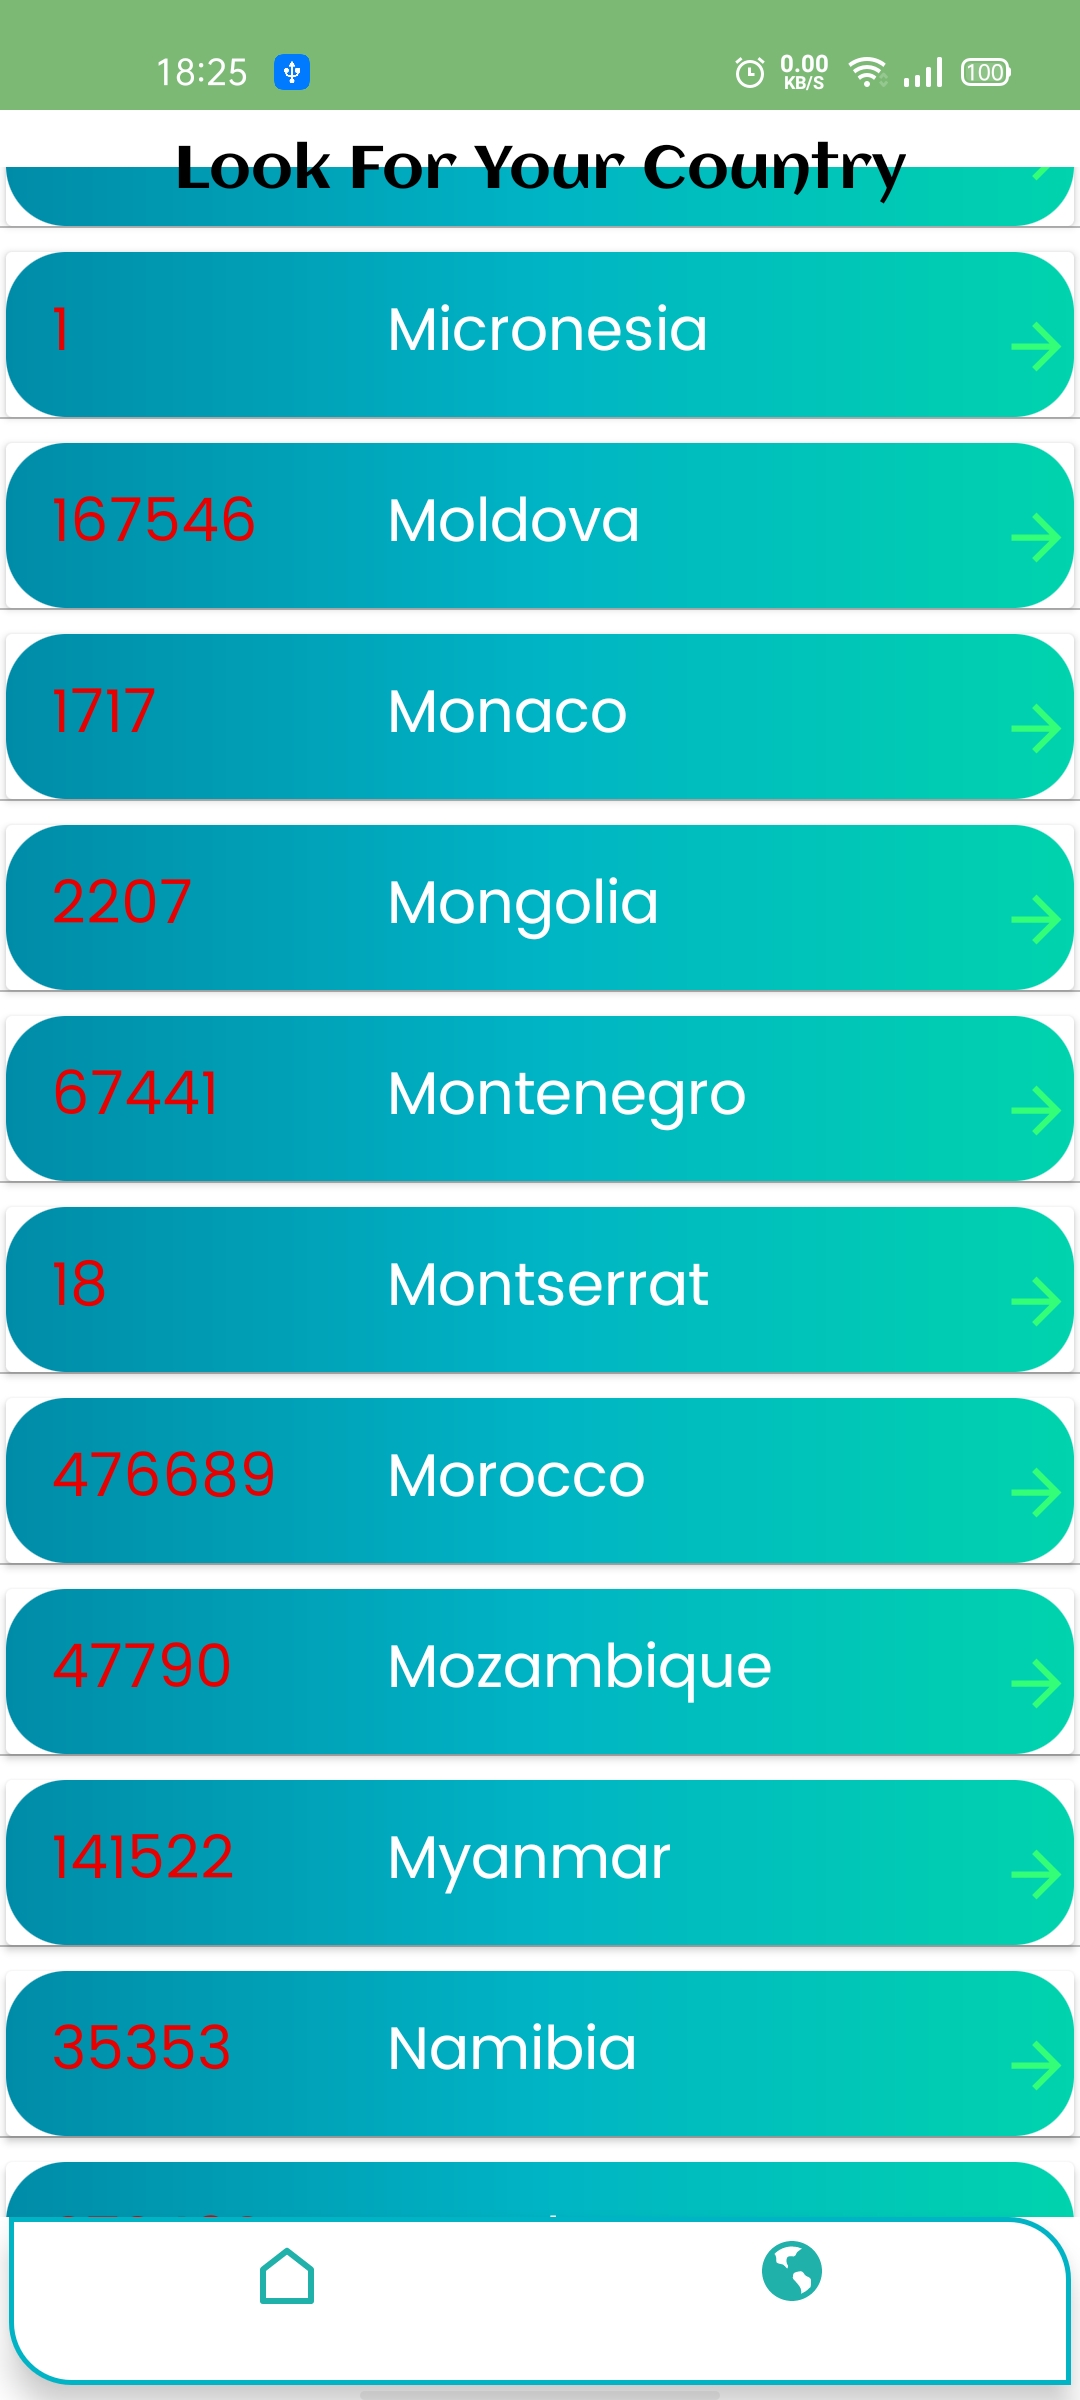 18:25
0.00
KB/S
100
Look For Your Country
1 Micronesia
167546 Moldova
1717 Monaco
2207 Mongolia
67441 Montenegro
18 Montserrat
476689 Morocco
47790 Mozambique
141522 Myanmar
35353 Namibia